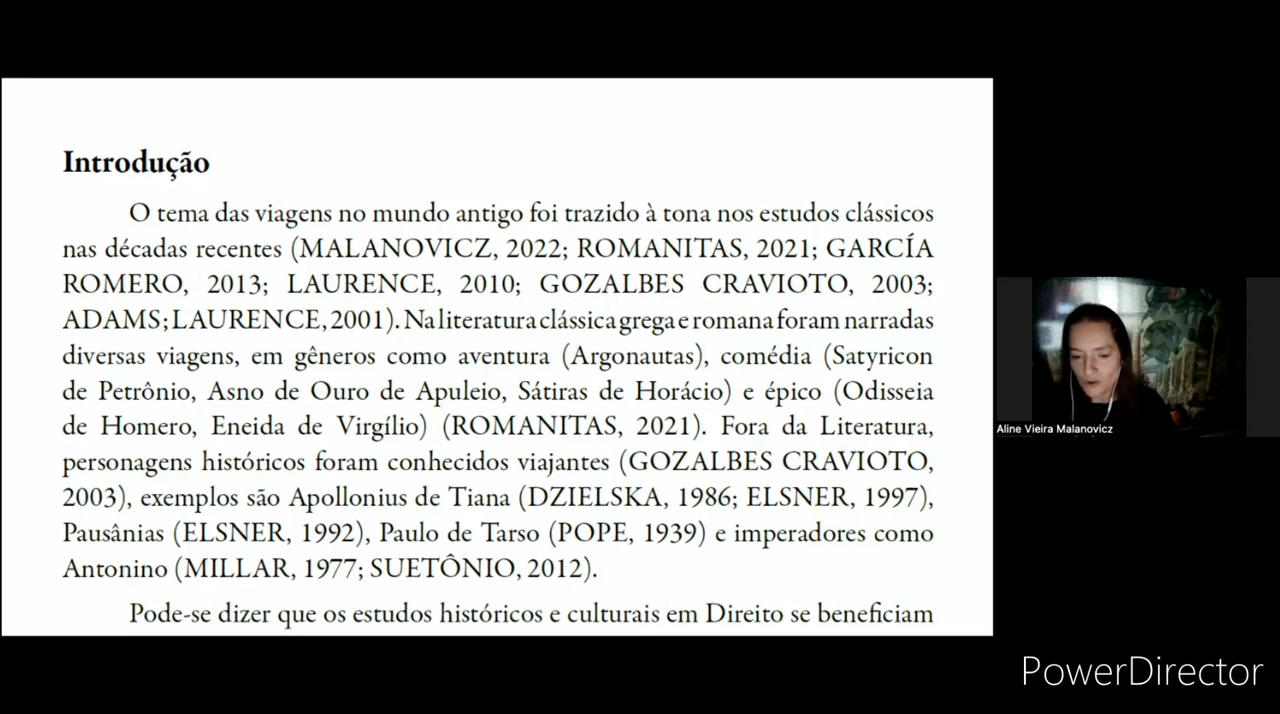 Introdução
O tema das viagens no mundo antigo foi trazido à tona nos estudos clássicos
nas décadas recentes (MALANOVICZ, 2022; ROMANITAS, 2021; GARCÍA
ROMERO, 2013; LAURENCE, 2010; GOZALBES CRAVIOTO, 2003;
ADAMS; LAURENCE, 2001). Na literatura clássica grega e romana foram narradas
diversas viagens, em gêneros como aventura (Argonautas), comédia (Satyricon
de Petrônio, Asno de Ouro de Apuleio, Sátiras de Horácio) e épico (Odisseia
de Homero, Eneida de Virgílio) (ROMANITAS, 2021). Fora da Literatura,
personagens históricos foram conhecidos viajantes (GOZALBES CRAVIOTO,
2003), exemplos são Apollonius de Tiana (DZIELSKA, 1986; ELSNER, 1997),
Pausânias (ELSNER, 1992), Paulo de Tarso (POPE, 1939) e imperadores como
Antonino (MILLAR, 1977; SUETÔNIO, 2012).
Pode-se dizer que os estudos históricos e culturais em Direito se beneficiam
Aline Vieira Malanovicz
PowerDirector